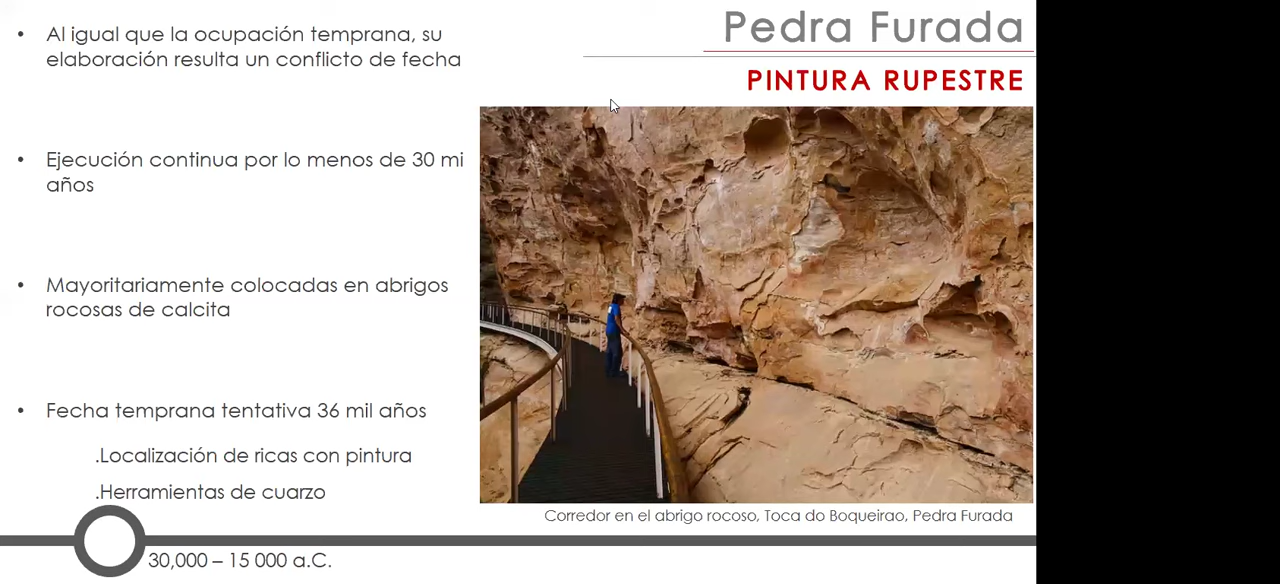 Pedra Furada
PINTURA RUPESTRE
• Al igual que la ocupación temprana, su
elaboración resulta un conflicto de fecha
• Ejecución continua por lo menos de 30 mi
años
• Mayoritariamente colocadas en abrigos
rocosas de calcita
• Fecha temprana tentativa 36 mil años
.Localización de ricas con pintura
.Herramientas de cuarzo
Corredor en el abrigo rocoso, Toca do Boqueirao, Pedra Furada
30,000 – 15 000 a.C.